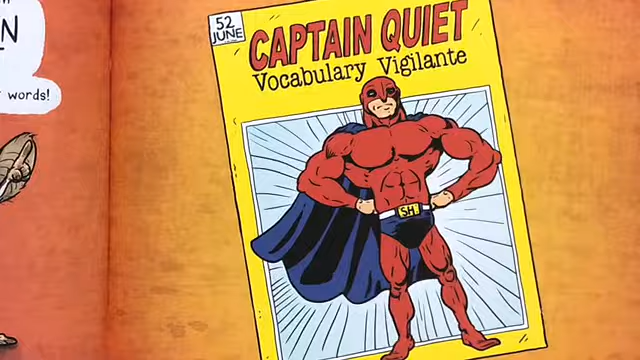 N
words!
52
JUNE
CAPTAIN QUIET
Vocabulary Vigilante
SH